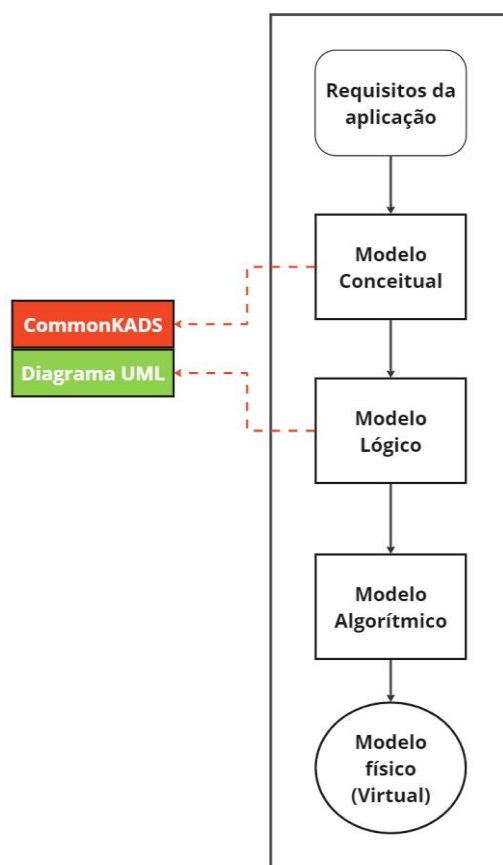 Requisitos da
aplicação
Modelo
Conceitual
CommonKADS
Diagrama UML
Modelo
Lógico
Modelo
Algorítmico
Modelo
físico
(Virtual)